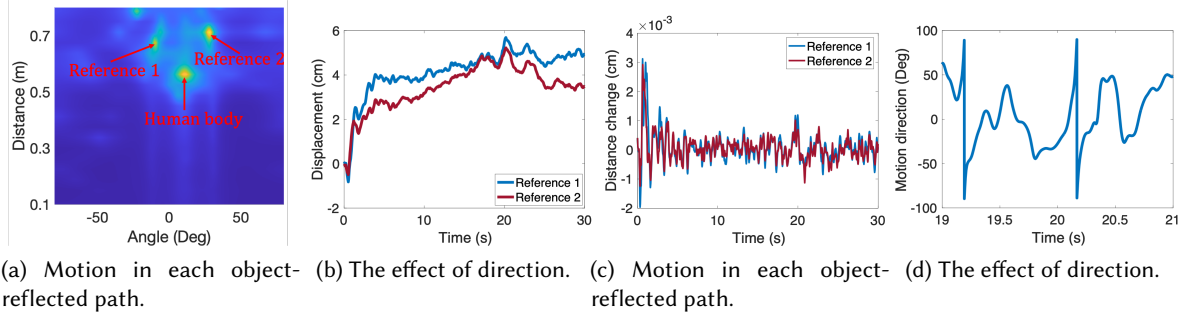 0.7
0.5
0.3
0.1
Distance (m)
Reference 1
Reference 2
Human body
-50
0
50
Angle (Deg)
6
4
2
0
-2
Displacement (cm)
Reference 1
Reference 2
0
10
20
30
Time (s)
×10⁻³
4
3
2
1
0
-1
-2
Distance change (cm)
Reference 1
Reference 2
0
10
20
30
Time (s)
100
50
0
-50
-100
Motion direction (Deg)
19
19.5
20
20.5
21
Time (s)
(a) Motion in each object-
reflected path.
(b) The effect of direction.
(c) Motion in each object-
reflected path.
(d) The effect of direction.